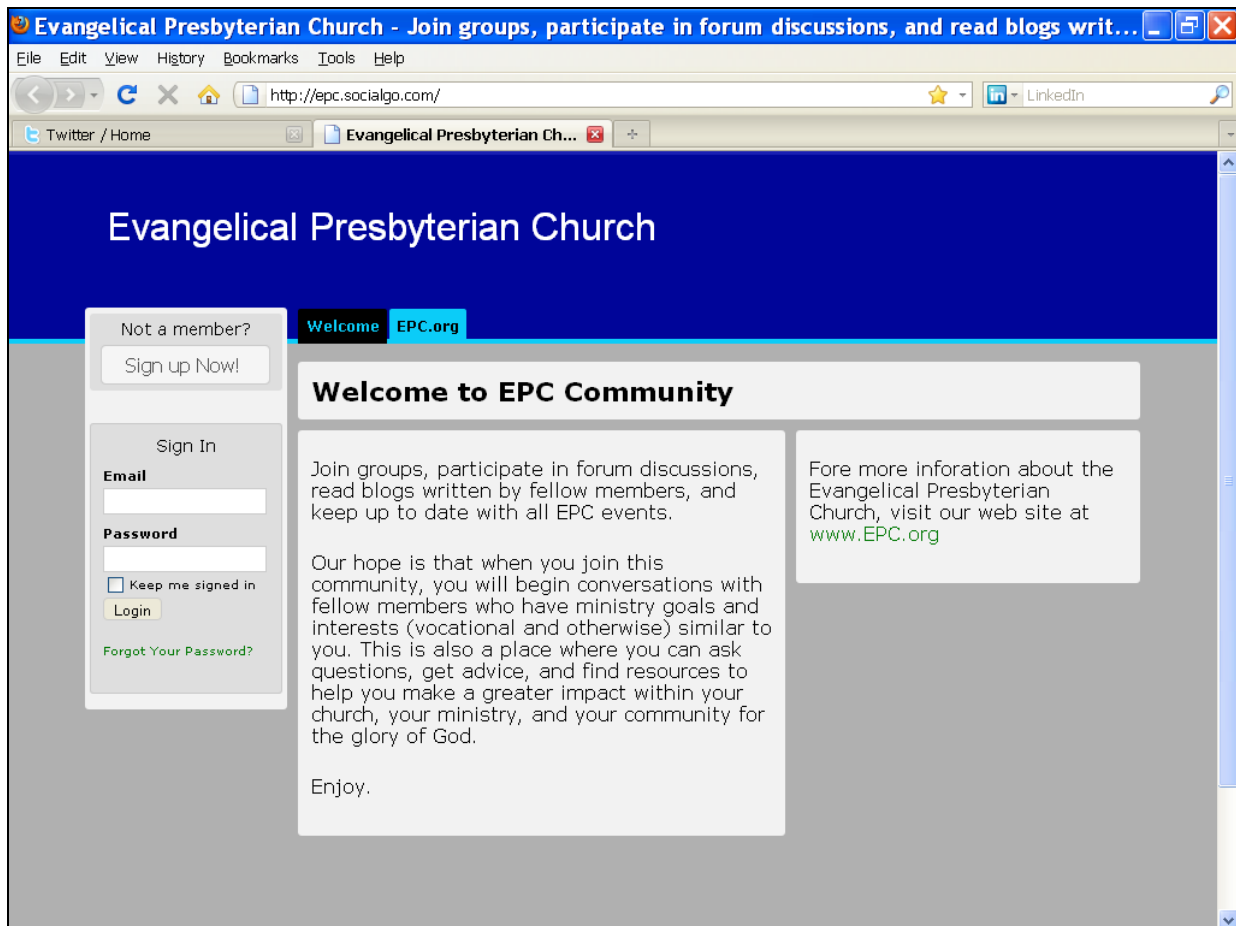 Evangelical Presbyterian Church - Join groups, participate in forum discussions, and read blogs writ...
File Edit View History Bookmarks Tools Help
http://epc.socialgo.com/
in LinkedIn
Twitter / Home
Evangelical Presbyterian Ch...
Evangelical Presbyterian Church
Not a member?
Sign up Now!
Sign In
Email
Password
Keep me signed in
Login
Forgot Your Password?
Welcome EPC.org
Welcome to EPC Community
Join groups, participate in forum discussions,
read blogs written by fellow members, and
keep up to date with all EPC events.
Our hope is that when you join this
community, you will begin conversations with
fellow members who have ministry goals and
interests (vocational and otherwise) similar to
you. This is also a place where you can ask
questions, get advice, and find resources to
help you make a greater impact within your
church, your ministry, and your community for
the glory of God.
Enjoy.
Fore more inforation about the
Evangelical Presbyterian
Church, visit our web site at
www.EPC.org